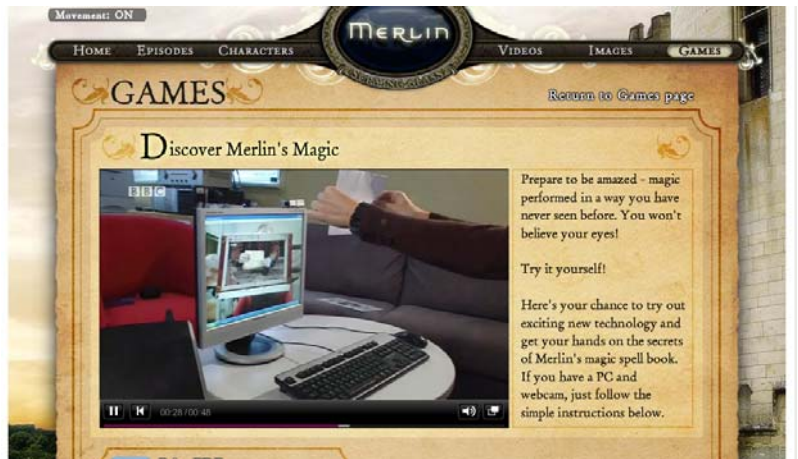 Movement: ON
MERLIN
HOME EPISODES CHARACTERS VIDEOS IMAGES GAMES
GAMES
Return to Games page
Discover Merlin's Magic
BBC
Prepare to be amazed - magic
performed in a way you have
never seen before. You won't
believe your eyes!
Try it yourself!
Here's your chance to try out
exciting new technology and
get your hands on the secrets
of Merlin's magic spell book.
If you have a PC and
webcam, just follow the
simple instructions below.
00:28/00:48